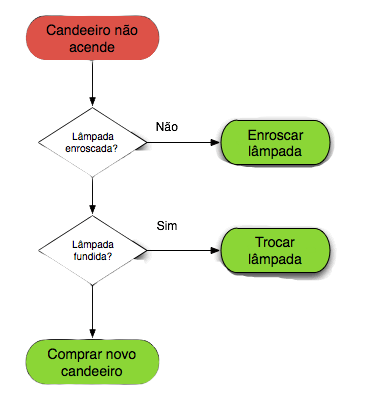 Candeeiro não
acende
Lâmpada
enroscada?
Não
Enroscar
lâmpada
Lâmpada
fundida?
Sim
Trocar
lâmpada
Comprar novo
candeeiro